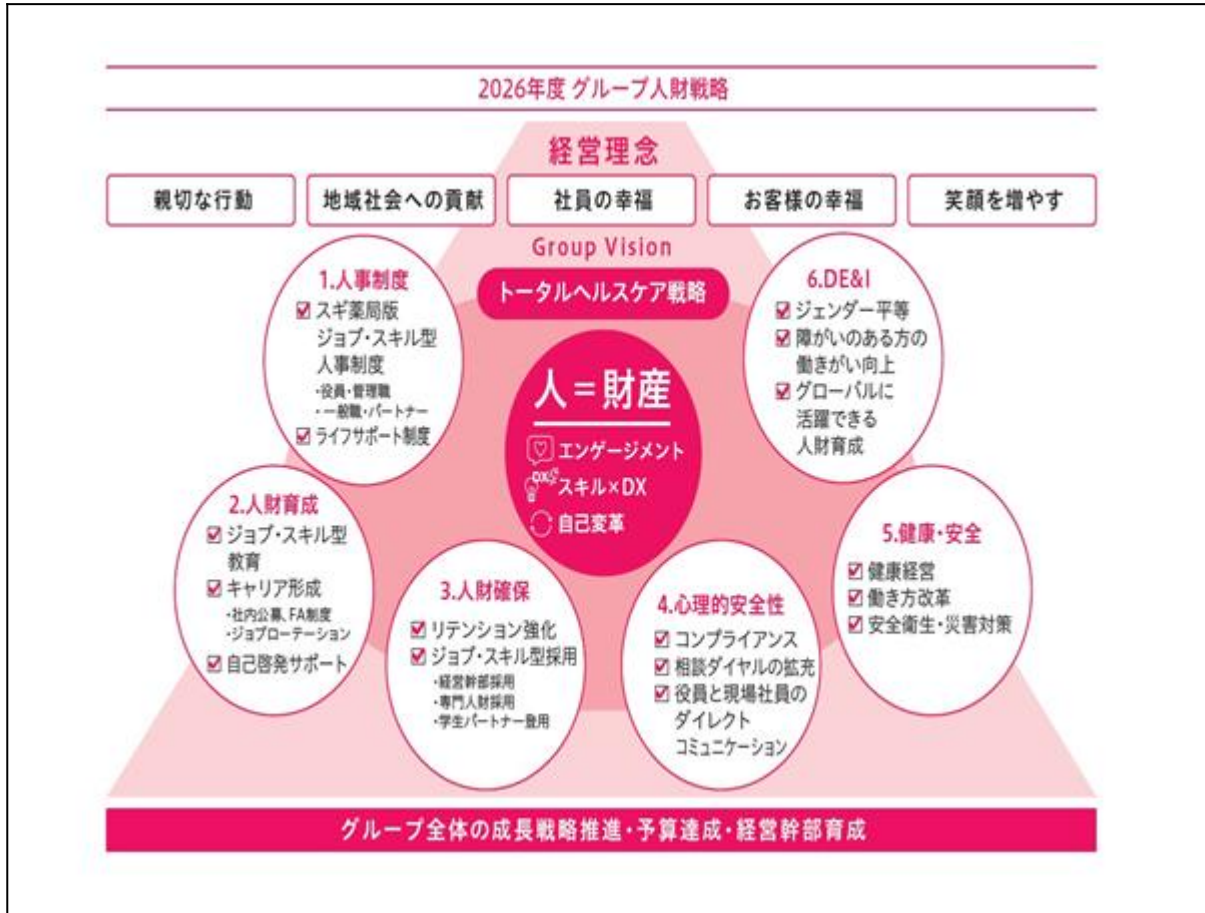 2026年度 グループ人財戦略
経営理念
親切な行動
地域社会への貢献
社員の幸福
お客様の幸福
笑顔を増やす
Group Vision
トータルヘルスケア戦略
人=財産
エンゲージメント
DX
スキル×DX
自己変革
1.人事制度
スギ薬局版
ジョブ・スキル型
人事制度
・役員・管理職
・一般職・パートナー
ライフサポート制度
2.人財育成
ジョブ・スキル型
教育
キャリア形成
・社内公募、FA制度
・ジョブローテーション
自己啓発サポート
3.人財確保
リテンション強化
ジョブ・スキル型採用
・経営幹部採用
・専門人財採用
・学生パートナー登用
4.心理的安全性
コンプライアンス
相談ダイヤルの拡充
役員と現場社員の
ダイレクト
コミュニケーション
5.健康・安全
健康経営
働き方改革
安全衛生・災害対策
6.DE&I
ジェンダー平等
障がいのある方の
働きがい向上
グローバルに
活躍できる
人財育成
グループ全体の成長戦略推進・予算達成・経営幹部育成